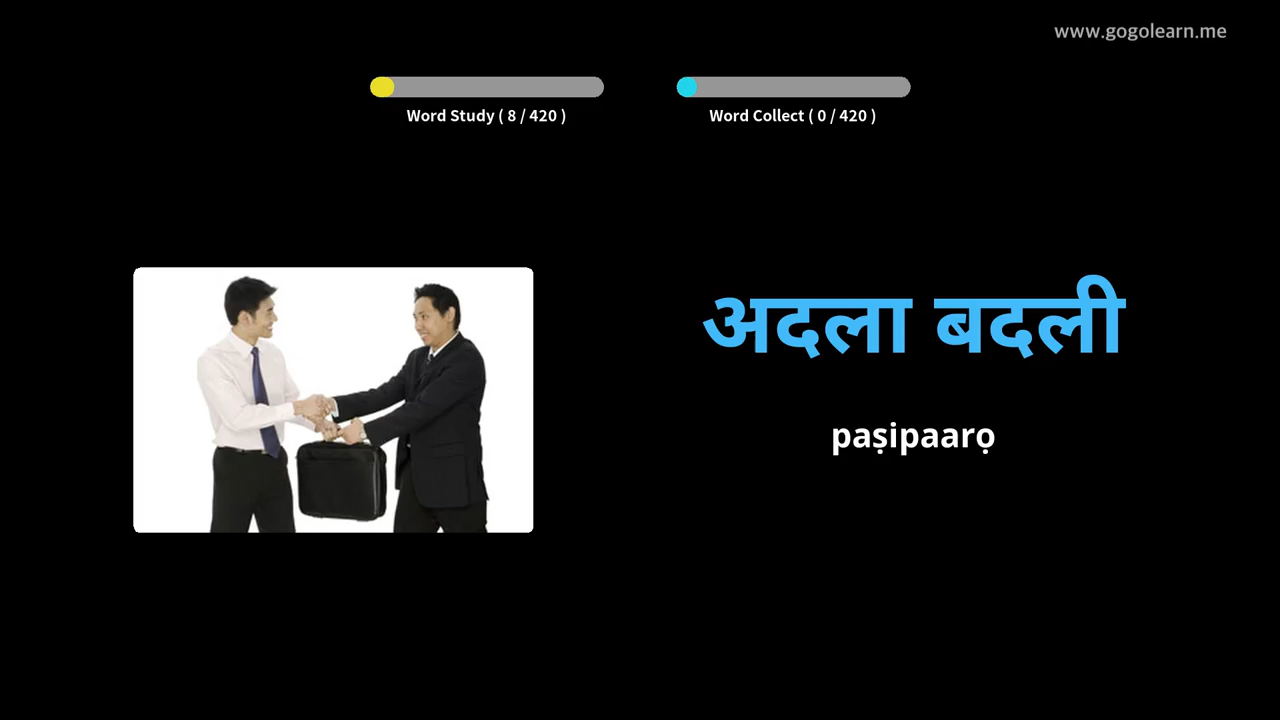 www.gogolearn.me
Word Study ( 8 / 420 )
Word Collect ( 0 / 420 )
अदला बदली
paṣipaarọ